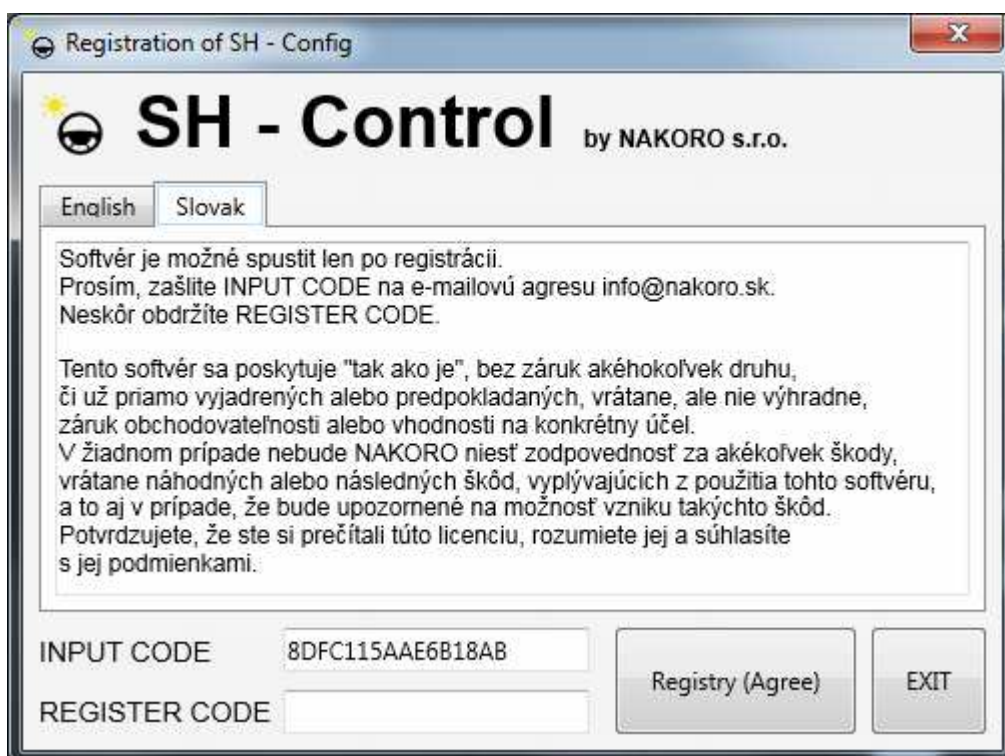 Registration of SH - Config
SH - Control by NAKORO s.r.o.
English Slovak
Softvér je možné spustit len po registrácii.
Prosím, zašlite INPUT CODE na e-mailovú agresu info@nakoro.sk.
Neskôr obdržíte REGISTER CODE.
Tento softvér sa poskytuje "tak ako je", bez záruk akéhokoľvek druhu,
či už priamo vyjadrených alebo predpokladaných, vrátane, ale nie výhradne,
záruk obchodovateľnosti alebo vhodnosti na konkrétny účel.
V žiadnom prípade nebude NAKORO niesť zodpovednosť za akékoľvek škody,
vrátane náhodných alebo následných škôd, vyplývajúcich z použitia tohto softvéru,
a to aj v prípade, že bude upozornené na možnosť vzniku takýchto škôd.
Potvrdzujete, že ste si prečítali túto licenciu, rozumiete jej a súhlasíte
s jej podmienkami.
INPUT CODE 8DFC115AAE6B18AB
Registry (Agree) EXIT
REGISTER CODE